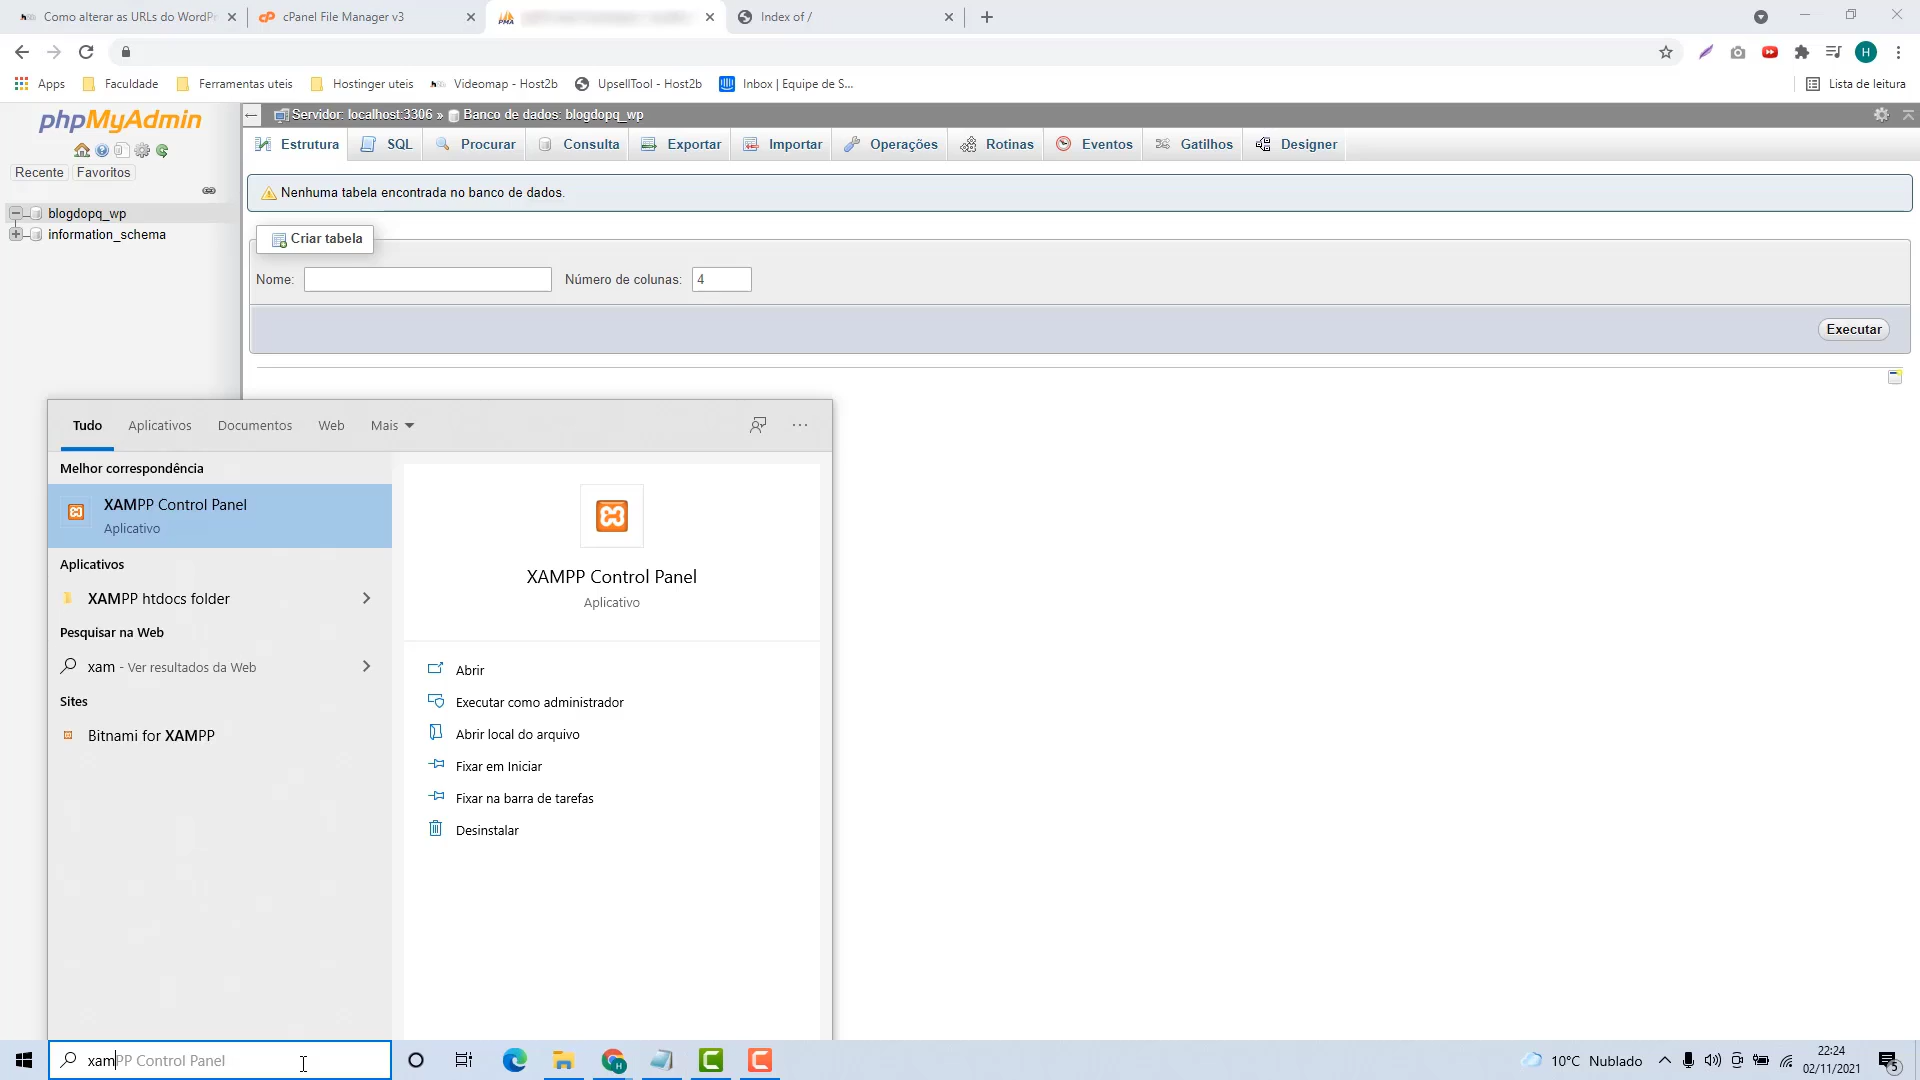 Como alterar as URLs do WordPr
cPanel File Manager v3
Index of /
Apps
Faculdade
Ferramentas uteis
Hostinger uteis
Videomap - Host2b
UpsellTool - Host2b
Inbox | Equipe de S...
Lista de leitura
phpMyAdmin
Recente
Favoritos
blogdopq_wp
information_schema
Servidor: localhost:3306 » Banco de dados: blogdopq_wp
Estrutura
SQL
Procurar
Consulta
Exportar
Importar
Operações
Rotinas
Eventos
Gatilhos
Designer
Nenhuma tabela encontrada no banco de dados.
Criar tabela
Nome:
Número de colunas: 4
Executar
Tudo
Aplicativos
Documentos
Web
Mais
Melhor correspondência
XAMPP Control Panel
Aplicativo
Aplicativos
XAMPP htdocs folder
Pesquisar na Web
xam - Ver resultados da Web
Sites
Bitnami for XAMPP
XAMPP Control Panel
Aplicativo
Abrir
Executar como administrador
Abrir local do arquivo
Fixar em Iniciar
Fixar na barra de tarefas
Desinstalar
xamPP Control Panel
10°C Nublado
22:24
02/11/2021
5